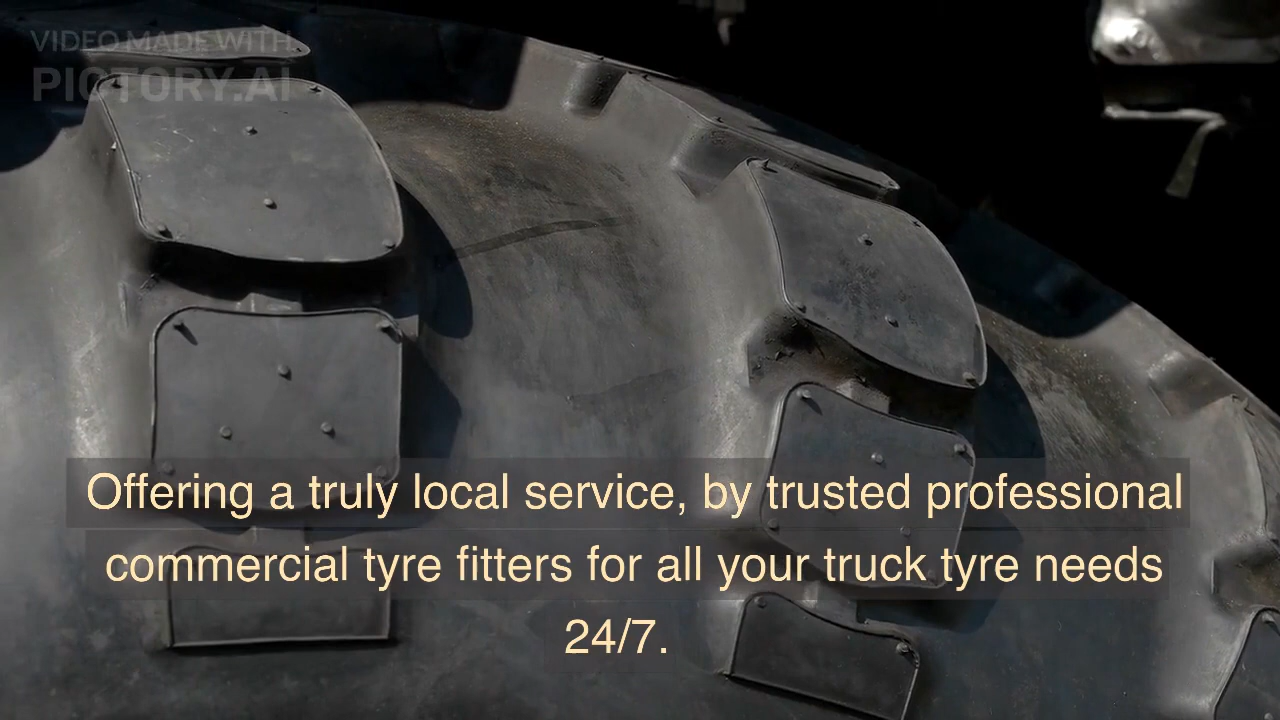 VIDEO MADE WITH
PICTORY.AI
Offering a truly local service, by trusted professional
commercial tyre fitters for all your truck tyre needs
24/7.